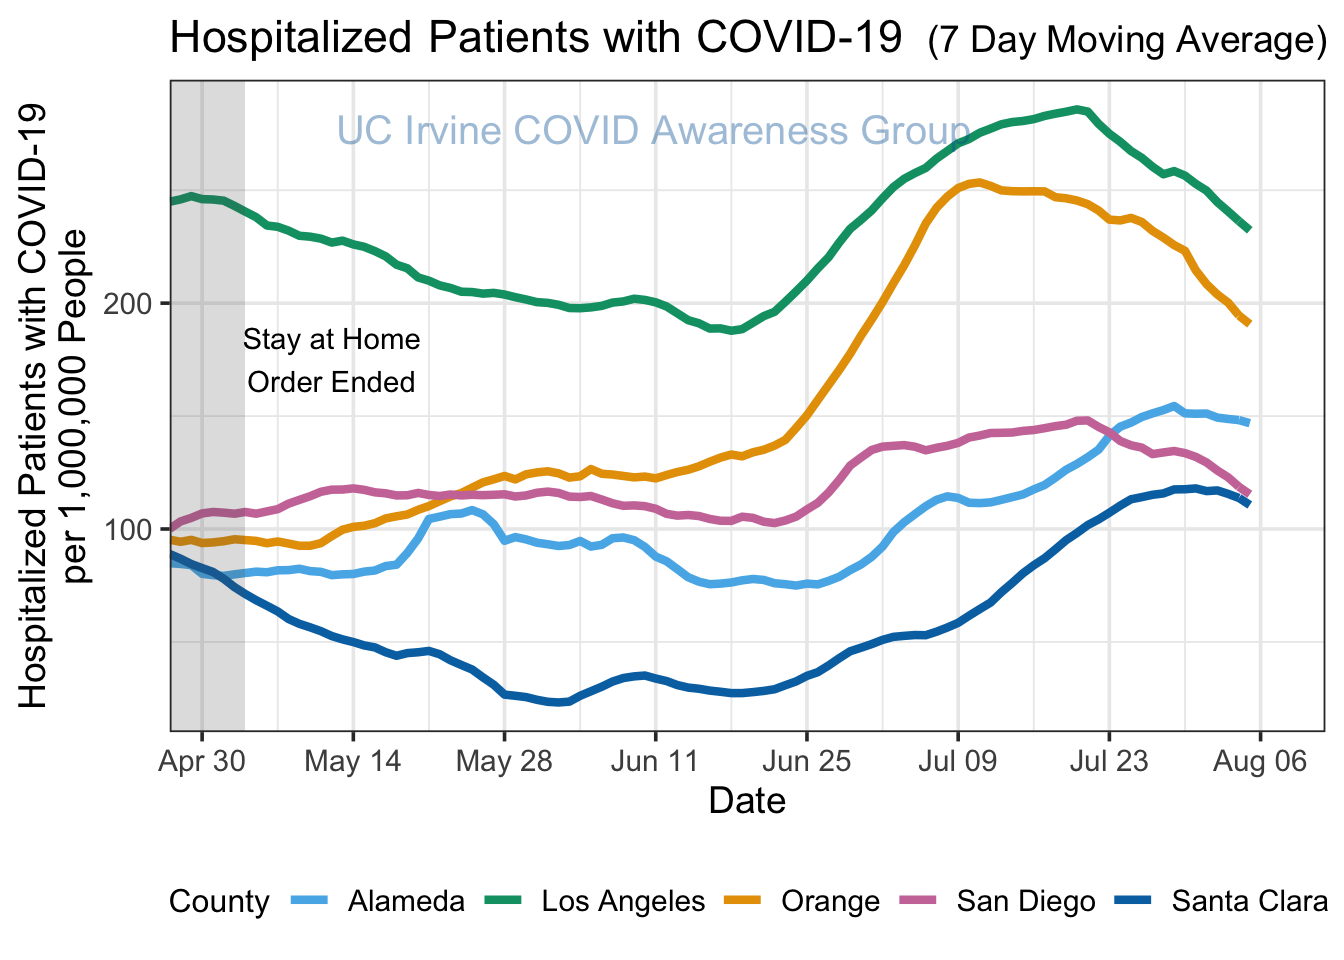 Hospitalized Patients with COVID-19 (7 Day Moving Average)
Hospitalized Patients with COVID-19
per 1,000,000 People
UC Irvine COVID Awareness Group
200
Stay at Home
Order Ended
100
Apr 30 May 14 May 28 Jun 11 Jun 25 Jul 09 Jul 23 Aug 06
Date
County Alameda Los Angeles Orange San Diego Santa Clara